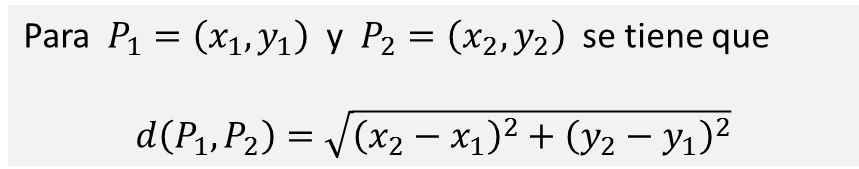 Para P₁ = (x₁, y₁) y P₂ = (x₂, y₂) se tiene que
d(P₁, P₂) = √((x₂ − x₁)² + (y₂ − y₁)²)